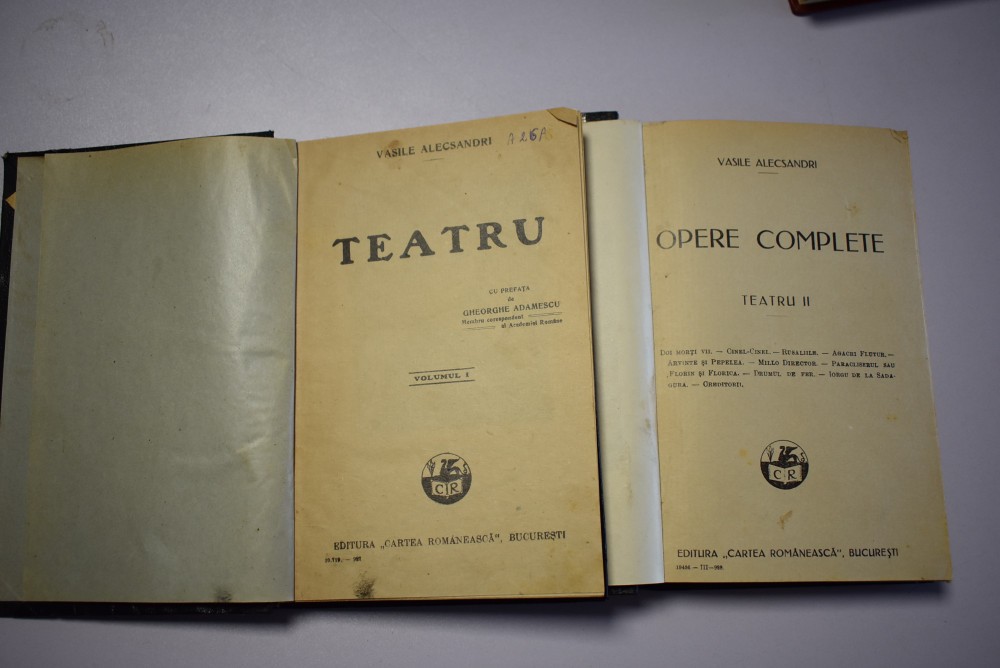 VASILE ALECSANDRI
A 26A
TEATRU
CU PREFAȚA
de
GHEORGHE ADAMESCU
Membru corespondent
al Academiei Române
VOLUMUL I
C R
EDITURA „CARTEA ROMÂNEASCĂ", BUCUREȘTI
VASILE ALECSANDRI
OPERE COMPLETE
TEATRU II
DOI MORȚI VII. — CINEL-CINEL. — RUSALIILE. — AGACHI FLUTUR. —
ARVINTE ȘI PEPELEA. — MILLO DIRECTOR. — PARACLISERUL SAU
FLORIN ȘI FLORICA. — DRUMUL DE FER. — IORGU DE LA SADA-
GURA. — CREDITORII.
C R
EDITURA „CARTEA ROMÂNEASCĂ", BUCUREȘTI